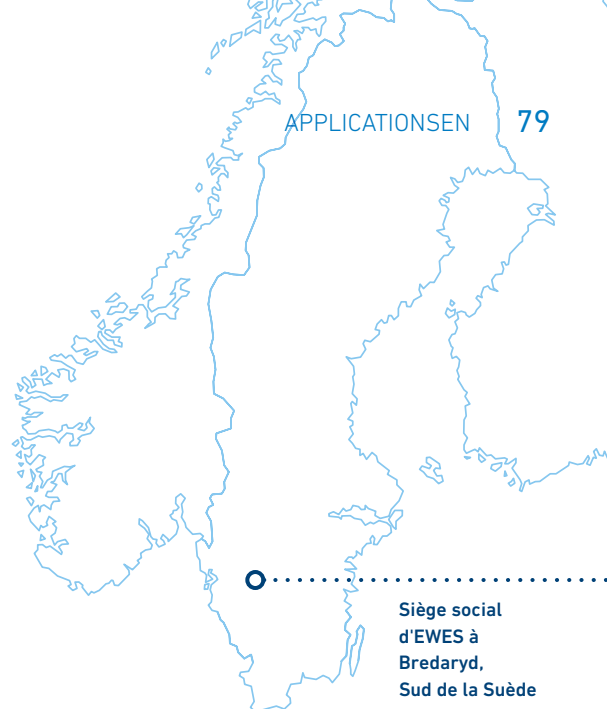 APPLICATIONSEN 79
Siège social
d'EWES à
Bredaryd,
Sud de la Suède